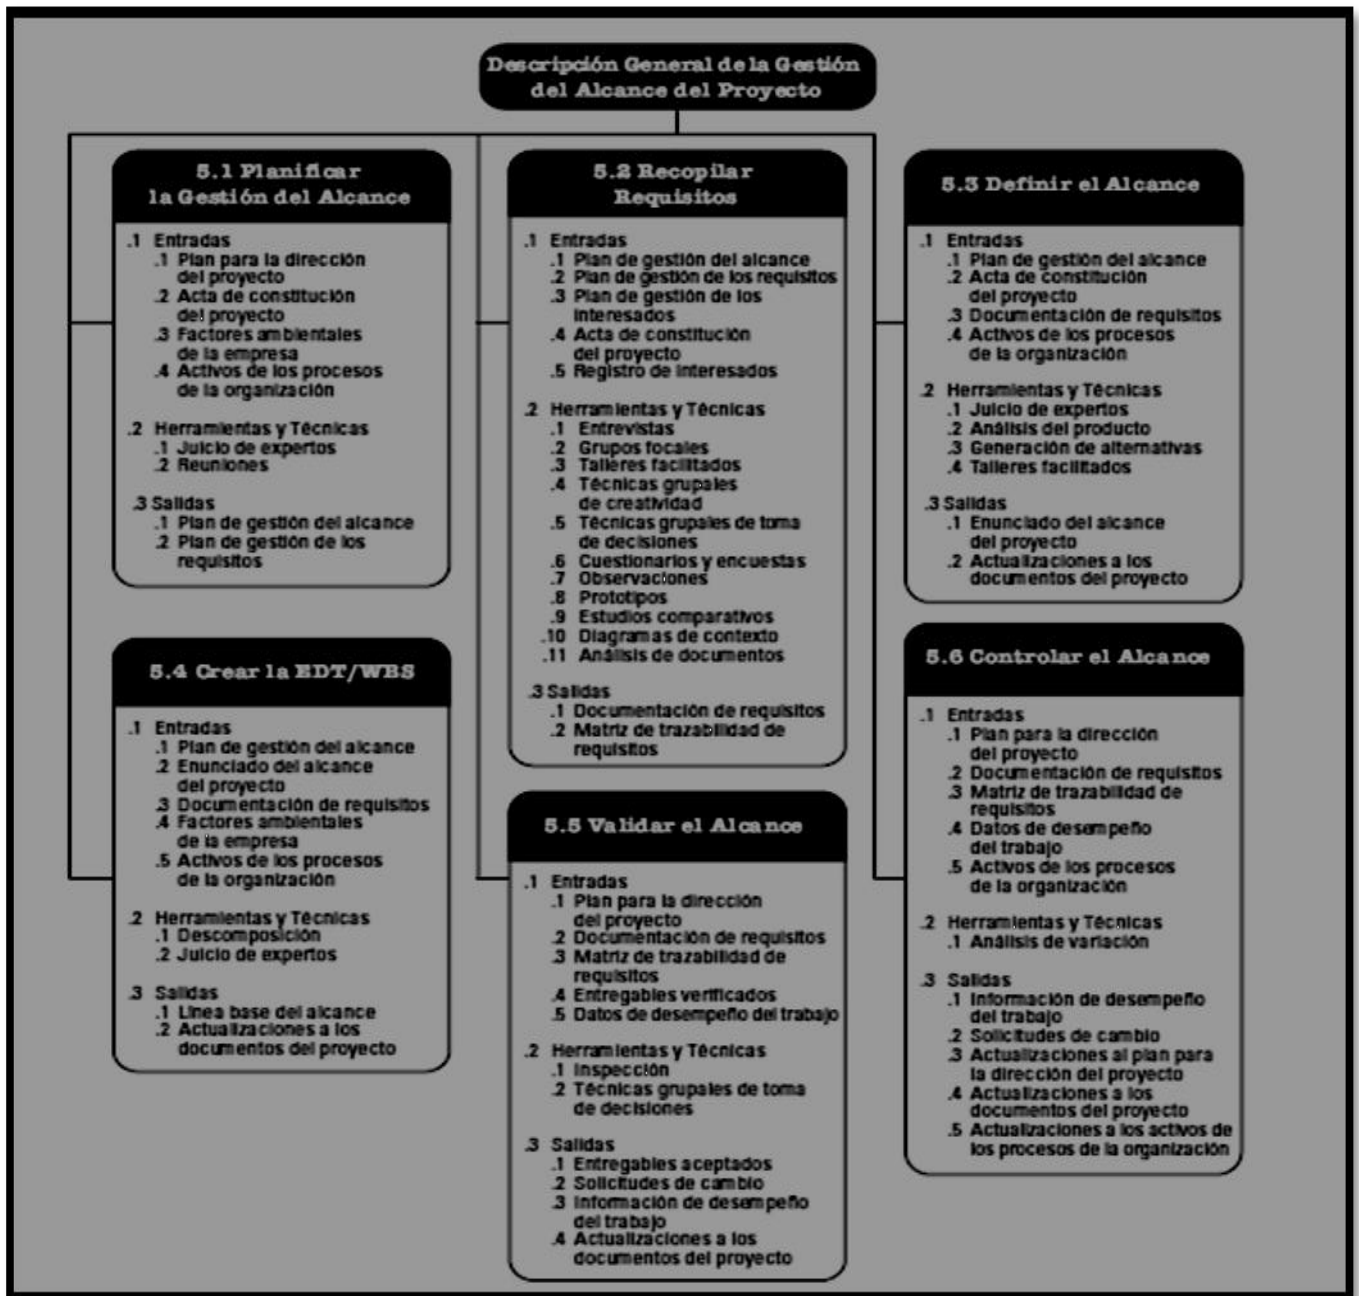 Descripción General de la Gestión
del Alcance del Proyecto
5.1 Planificar
la Gestión del Alcance
.1 Entradas
.1 Plan para la dirección
del proyecto
.2 Acta de constitución
del proyecto
.3 Factores ambientales
de la empresa
.4 Activos de los procesos
de la organización
.2 Herramientas y Técnicas
.1 Juicio de expertos
.2 Reuniones
.3 Salidas
.1 Plan de gestión del alcance
.2 Plan de gestión de los
requisitos
5.2 Recopilar
Requisitos
.1 Entradas
.1 Plan de gestión del alcance
.2 Plan de gestión de los requisitos
.3 Plan de gestión de los
interesados
.4 Acta de constitución
del proyecto
.5 Registro de interesados
.2 Herramientas y Técnicas
.1 Entrevistas
.2 Grupos focales
.3 Talleres facilitados
.4 Técnicas grupales
de creatividad
.5 Técnicas grupales de toma
de decisiones
.6 Cuestionarios y encuestas
.7 Observaciones
.8 Prototipos
.9 Estudios comparativos
.10 Diagramas de contexto
.11 Análisis de documentos
.3 Salidas
.1 Documentación de requisitos
.2 Matriz de trazabilidad de
requisitos
5.3 Definir el Alcance
.1 Entradas
.1 Plan de gestión del alcance
.2 Acta de constitución
del proyecto
.3 Documentación de requisitos
.4 Activos de los procesos
de la organización
.2 Herramientas y Técnicas
.1 Juicio de expertos
.2 Análisis del producto
.3 Generación de alternativas
.4 Talleres facilitados
.3 Salidas
.1 Enunciado del alcance
del proyecto
.2 Actualizaciones a los
documentos del proyecto
5.4 Crear la EDT/WBS
.1 Entradas
.1 Plan de gestión del alcance
.2 Enunciado del alcance
del proyecto
.3 Documentación de requisitos
.4 Factores ambientales
de la empresa
.5 Activos de los procesos
de la organización
.2 Herramientas y Técnicas
.1 Descomposición
.2 Juicio de expertos
.3 Salidas
.1 Línea base del alcance
.2 Actualizaciones a los
documentos del proyecto
5.5 Validar el Alcance
.1 Entradas
.1 Plan para la dirección
del proyecto
.2 Documentación de requisitos
.3 Matriz de trazabilidad de
requisitos
.4 Entregables verificados
.5 Datos de desempeño del trabajo
.2 Herramientas y Técnicas
.1 Inspección
.2 Técnicas grupales de toma
de decisiones
.3 Salidas
.1 Entregables aceptados
.2 Solicitudes de cambio
.3 Información de desempeño
del trabajo
.4 Actualizaciones a los
documentos del proyecto
5.6 Controlar el Alcance
.1 Entradas
.1 Plan para la dirección
del proyecto
.2 Documentación de requisitos
.3 Matriz de trazabilidad de
requisitos
.4 Datos de desempeño
del trabajo
.5 Activos de los procesos
de la organización
.2 Herramientas y Técnicas
.1 Análisis de variación
.3 Salidas
.1 Información de desempeño
del trabajo
.2 Solicitudes de cambio
.3 Actualizaciones al plan para
la dirección del proyecto
.4 Actualizaciones a los
documentos del proyecto
.5 Actualizaciones a los activos de
los procesos de la organización